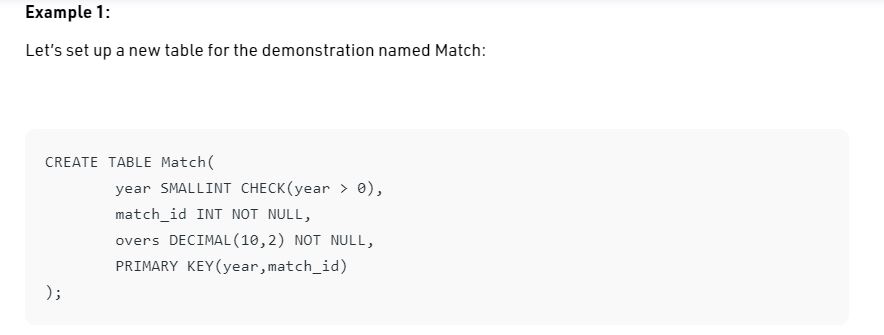 Example 1:
Let's set up a new table for the demonstration named Match:
CREATE TABLE Match(
year SMALLINT CHECK(year > 0),
match_id INT NOT NULL,
overs DECIMAL(10,2) NOT NULL,
PRIMARY KEY(year,match_id)
);